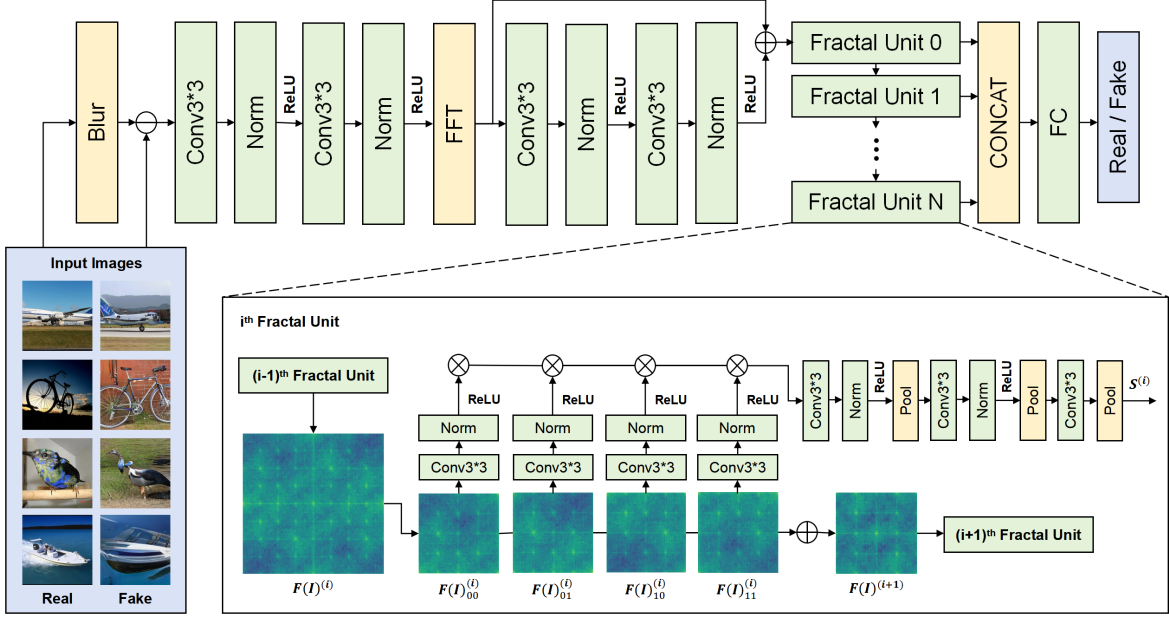 Blur
Conv3*3
Norm
ReLU
Conv3*3
Norm
ReLU
FFT
Conv3*3
Norm
ReLU
Conv3*3
Norm
ReLU
Fractal Unit 0
Fractal Unit 1
Fractal Unit N
CONCAT
FC
Real / Fake
Input Images
Real
Fake
iᵗʰ Fractal Unit
(i-1)ᵗʰ Fractal Unit
F(I)⁽ⁱ⁾
ReLU
ReLU
ReLU
ReLU
Norm
Norm
Norm
Norm
Conv3*3
Conv3*3
Conv3*3
Conv3*3
F(I)₀₀⁽ⁱ⁾
F(I)₀₁⁽ⁱ⁾
F(I)₁₀⁽ⁱ⁾
F(I)₁₁⁽ⁱ⁾
F(I)⁽ⁱ⁺¹⁾
Conv3*3
Norm
ReLU
Pool
Conv3*3
Norm
ReLU
Pool
Conv3*3
Pool
S⁽ⁱ⁾
(i+1)ᵗʰ Fractal Unit